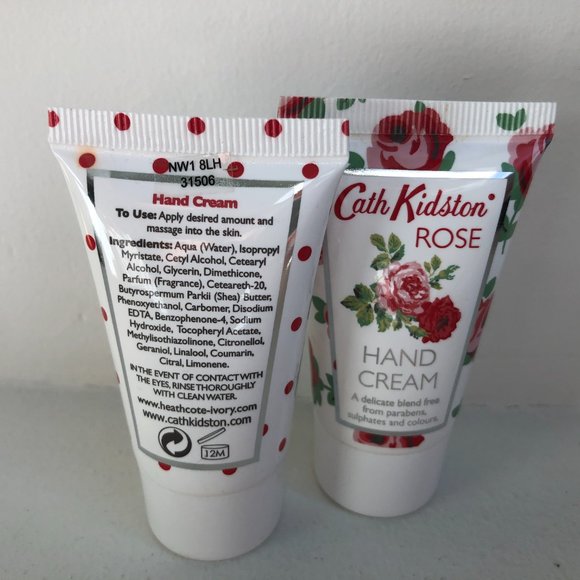 NW1 8LH
31506
Hand Cream
To Use: Apply desired amount and
massage into the skin.
Ingredients: Aqua (Water), Isopropyl
Myristate, Cetyl Alcohol, Cetearyl
Alcohol, Glycerin, Dimethicone,
Parfum (Fragrance), Ceteareth-20,
Butyrospermum Parkii (Shea) Butter,
Phenoxyethanol, Carbomer, Disodium
EDTA, Benzophenone-4, Sodium
Hydroxide, Tocopheryl Acetate,
Methylisothiazolinone, Citronellol,
Geraniol, Linalool, Coumarin,
Citral, Limonene.
IN THE EVENT OF CONTACT WITH
THE EYES, RINSE THOROUGHLY
WITH CLEAN WATER.
www.heathcote-ivory.com
www.cathkidston.com
12M
Cath Kidston®
ROSE
HAND
CREAM
A delicate blend free
from parabens,
sulphates and colours.